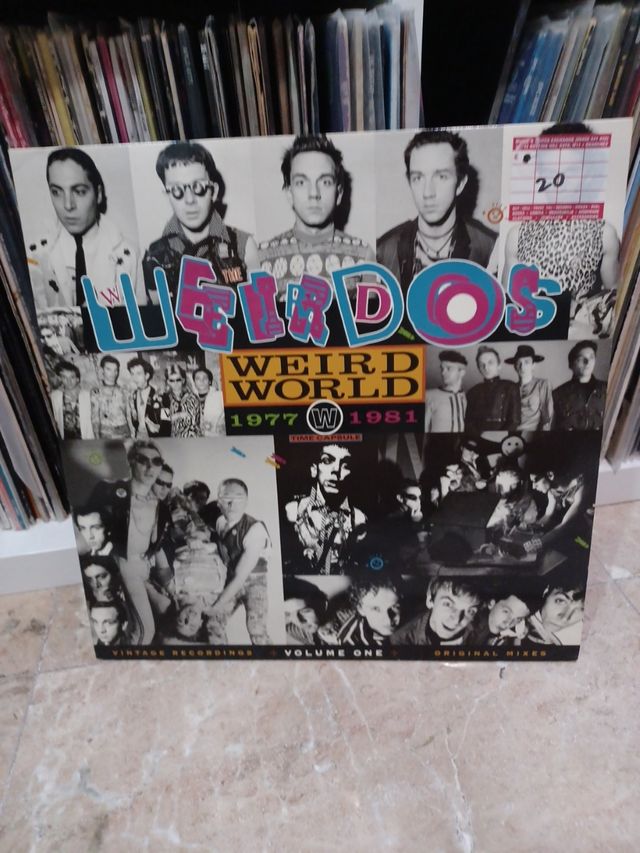 20
WEIRDOS
WEIRD
WORLD
1977 W 1981
TIME CAPSULE
VINTAGE RECORDINGS + VOLUME ONE + ORIGINAL MIXES